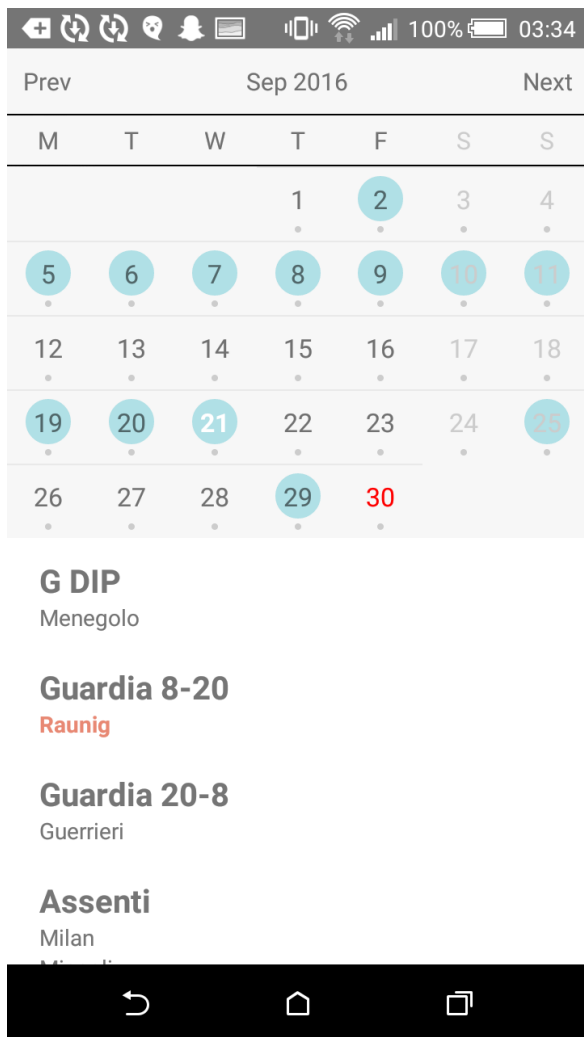 100% 03:34
Prev Sep 2016 Next
M T W T F S S
1 2 3 4
5 6 7 8 9 10 11
12 13 14 15 16 17 18
19 20 21 22 23 24 25
26 27 28 29 30
G DIP
Menegolo
Guardia 8-20
Raunig
Guardia 20-8
Guerrieri
Assenti
Milan